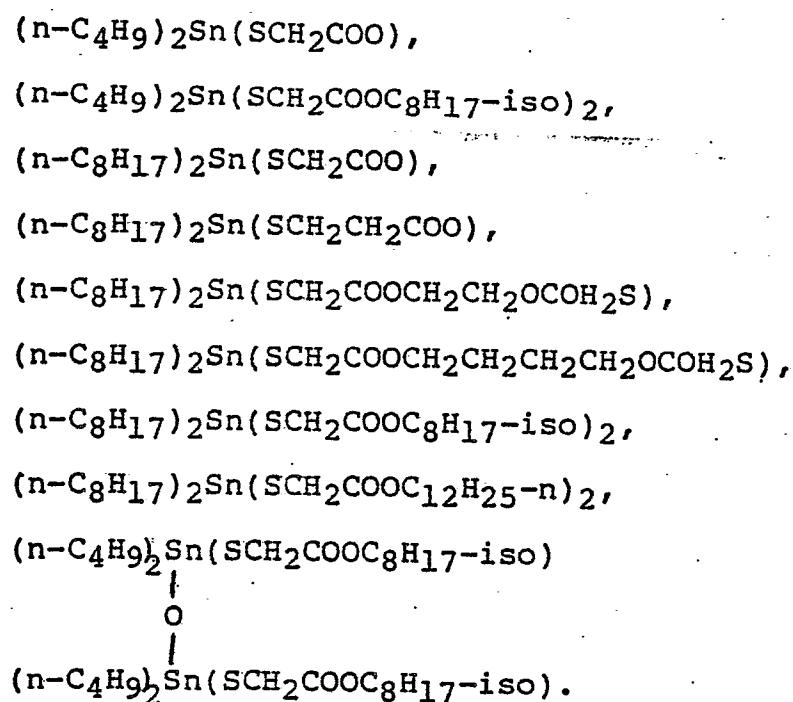 (n-C4H9)2Sn(SCH2COO),
(n-C4H9)2Sn(SCH2COOC8H17-iso)2,
(n-C8H17)2Sn(SCH2COO),
(n-C8H17)2Sn(SCH2CH2COO),
(n-C8H17)2Sn(SCH2COOCH2CH2OCOH2S),
(n-C8H17)2Sn(SCH2COOCH2CH2CH2CH2OCOH2S),
(n-C8H17)2Sn(SCH2COOC8H17-iso)2,
(n-C8H17)2Sn(SCH2COOC12H25-n)2,
(n-C4H9)2Sn(SCH2COOC8H17-iso)
O
(n-C4H9)2Sn(SCH2COOC8H17-iso).